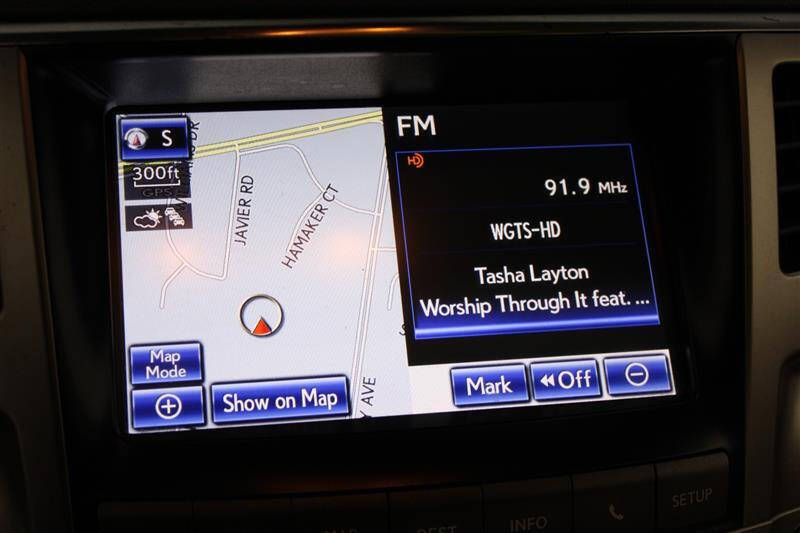 S
FM
HD
300ft
GPS
91.9 MHz
JAVIER RD
HAMAKER CT
WGTS-HD
Tasha Layton
Worship Through It feat. ...
Map
Mode
Show on Map
AVE
Mark
Off
INFO
SETUP